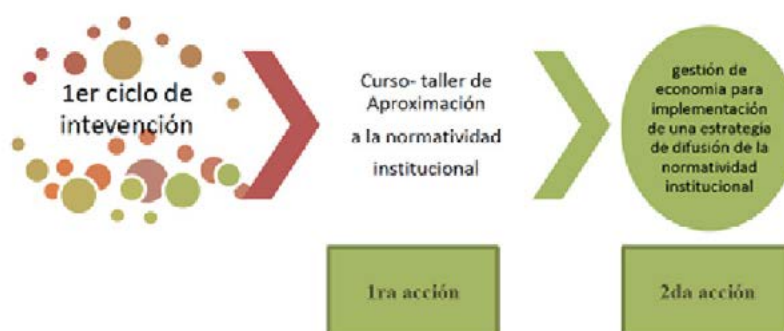 1er ciclo de
intevención
Curso- taller de
Aproximación
a la normatividad
institucional
gestión de
economia para
implementación
de una estrategia
de difusión de la
normatividad
institucional
1ra acción
2da acción